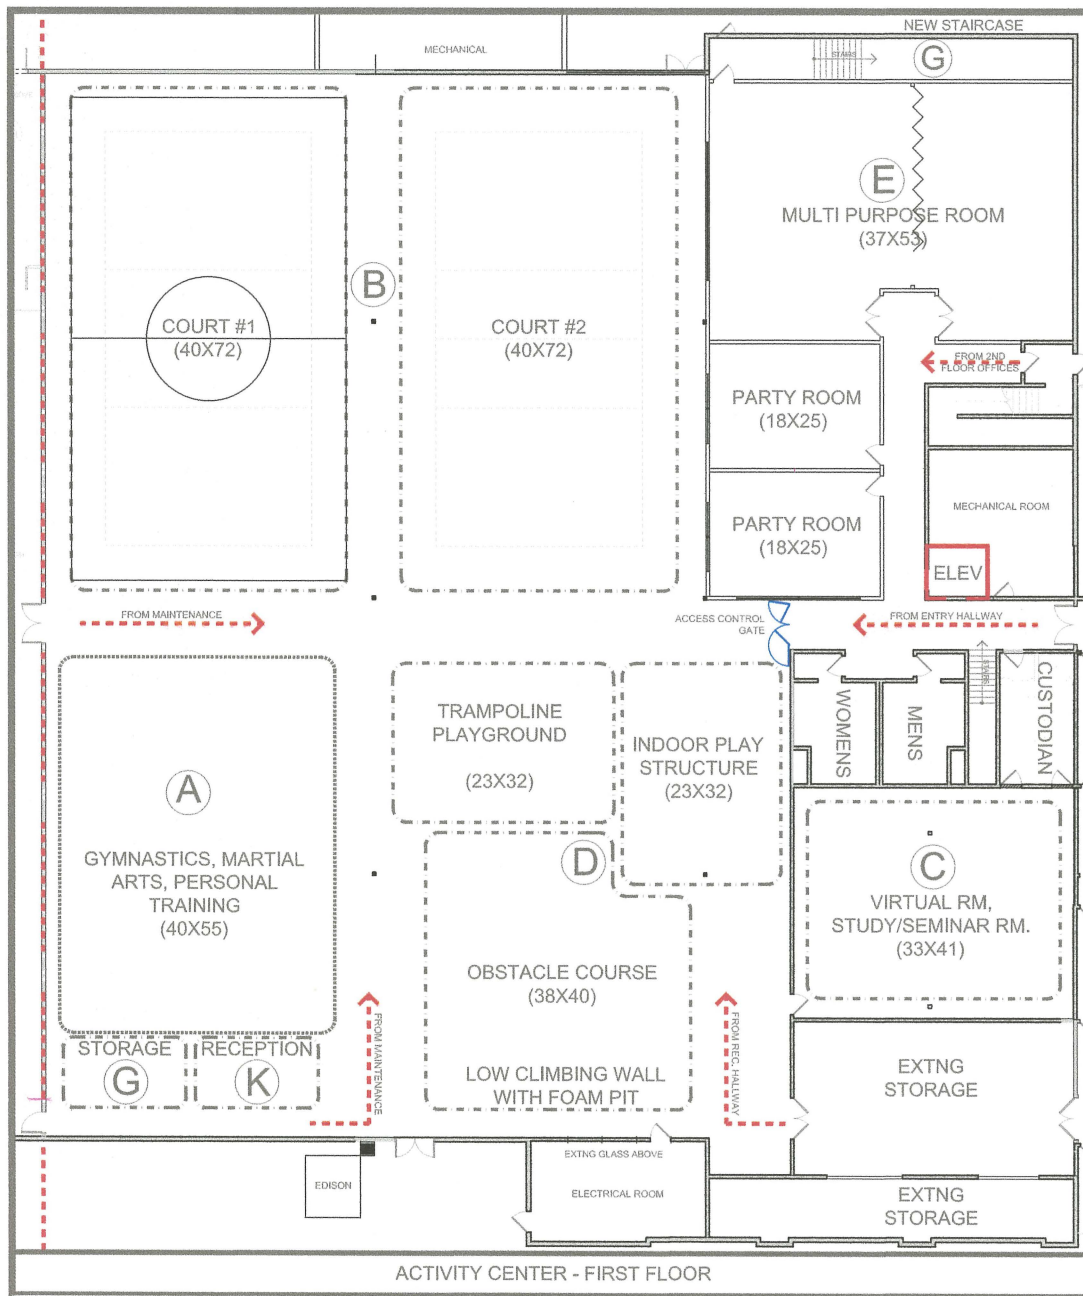 NEW STAIRCASE
MECHANICAL
STAIRS
G
E
MULTI PURPOSE ROOM
(37X53)
B
COURT #1
(40X72)
COURT #2
(40X72)
FROM 2ND
FLOOR OFFICES
PARTY ROOM
(18X25)
MECHANICAL ROOM
PARTY ROOM
(18X25)
ELEV
FROM MAINTENANCE
ACCESS CONTROL
GATE
FROM ENTRY HALLWAY
STAIRS
WOMENS
MENS
CUSTODIAN
TRAMPOLINE
PLAYGROUND
(23X32)
INDOOR PLAY
STRUCTURE
(23X32)
A
GYMNASTICS, MARTIAL
ARTS, PERSONAL
TRAINING
(40X55)
D
C
VIRTUAL RM,
STUDY/SEMINAR RM.
(33X41)
OBSTACLE COURSE
(38X40)
LOW CLIMBING WALL
WITH FOAM PIT
FROM MAINTENANCE
FROM REC. HALLWAY
STORAGE
G
RECEPTION
K
EXTNG
STORAGE
EXTNG GLASS ABOVE
ELECTRICAL ROOM
EDISON
EXTNG
STORAGE
ACTIVITY CENTER - FIRST FLOOR